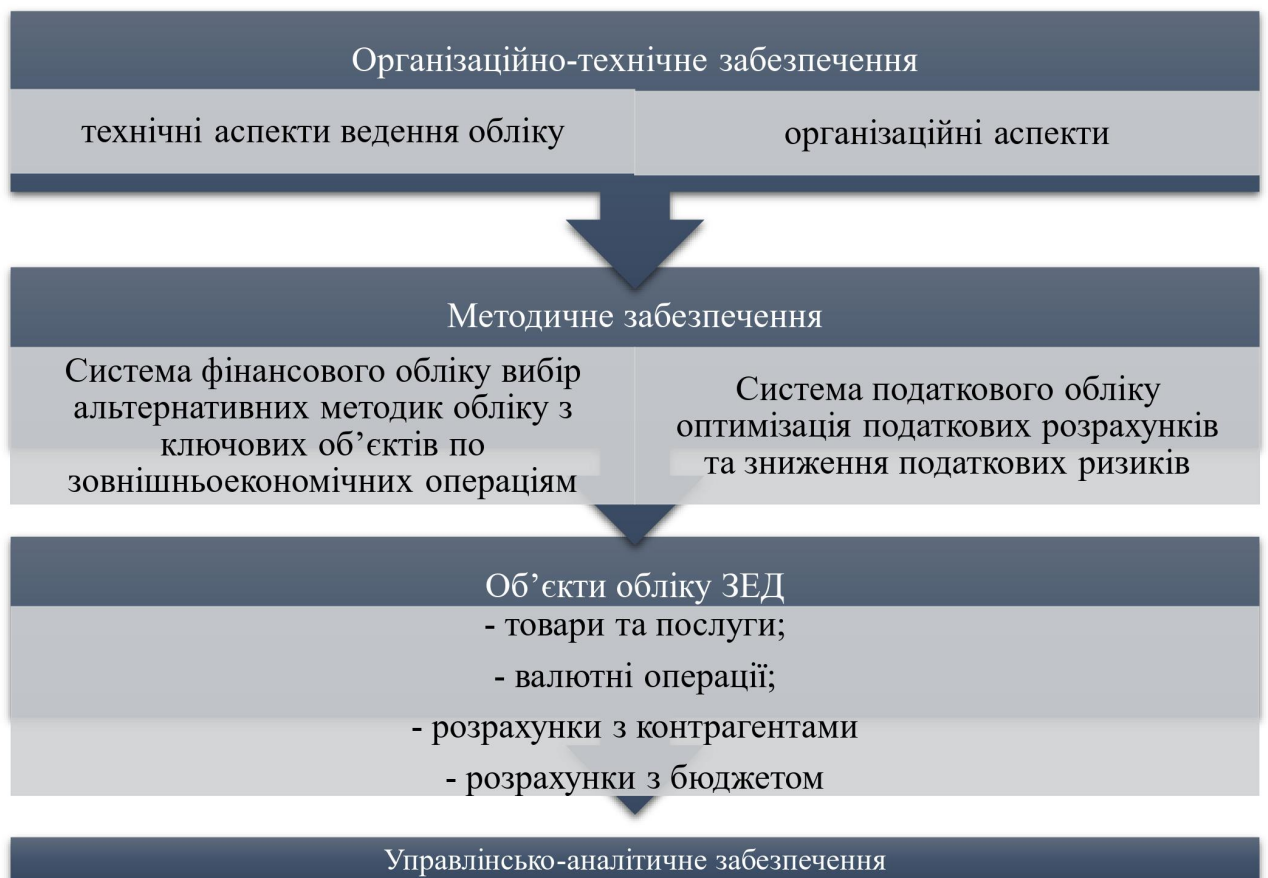 Організаційно-технічне забезпечення
технічні аспекти ведення обліку
організаційні аспекти
Методичне забезпечення
Система фінансового обліку вибір
альтернативних методик обліку з
ключових об’єктів по
зовнішньоекономічних операціям
Система податкового обліку
оптимізація податкових розрахунків
та зниження податкових ризиків
Об’єкти обліку ЗЕД
- товари та послуги;
- валютні операції;
- розрахунки з контрагентами
- розрахунки з бюджетом
Управлінсько-аналітичне забезпечення